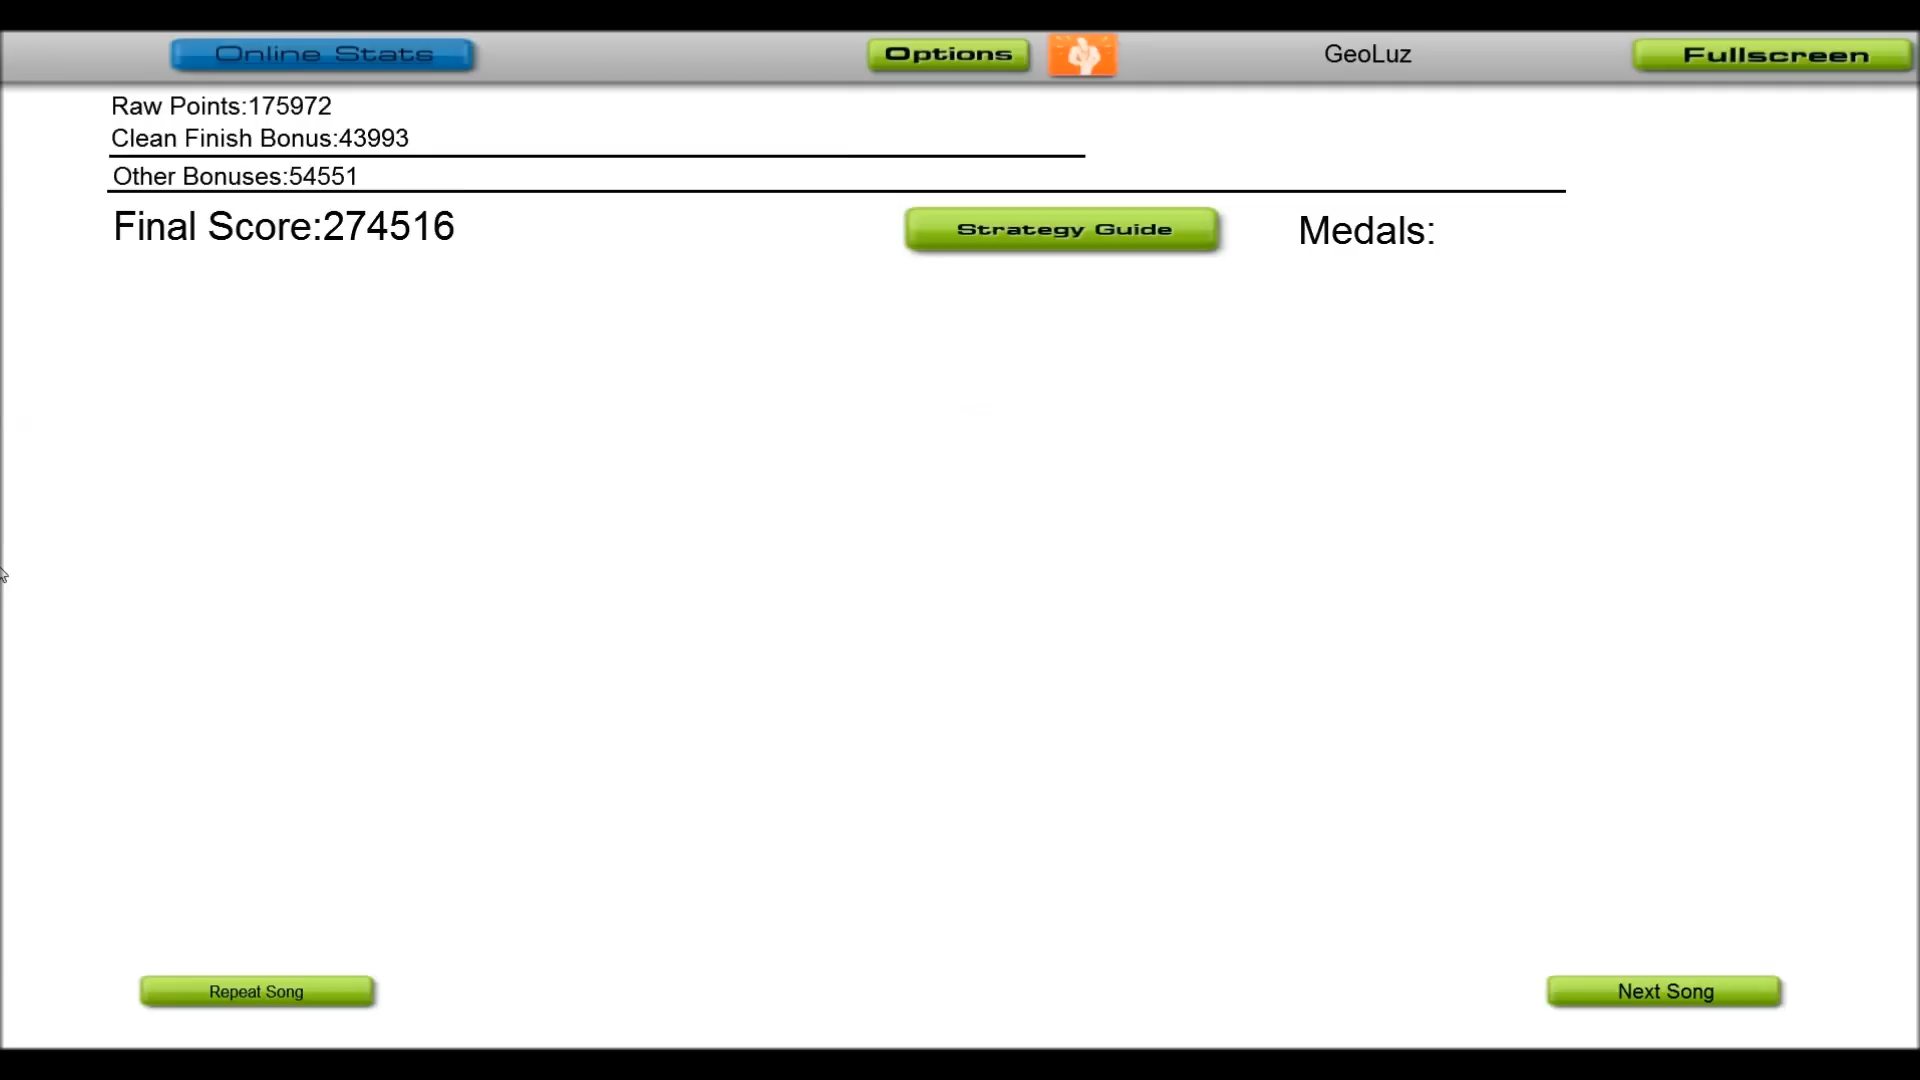 Online Stats
Options
GeoLuz
Fullscreen
Raw Points:175972
Clean Finish Bonus:43993
Other Bonuses:54551
Final Score:274516
Strategy Guide
Medals:
Repeat Song
Next Song